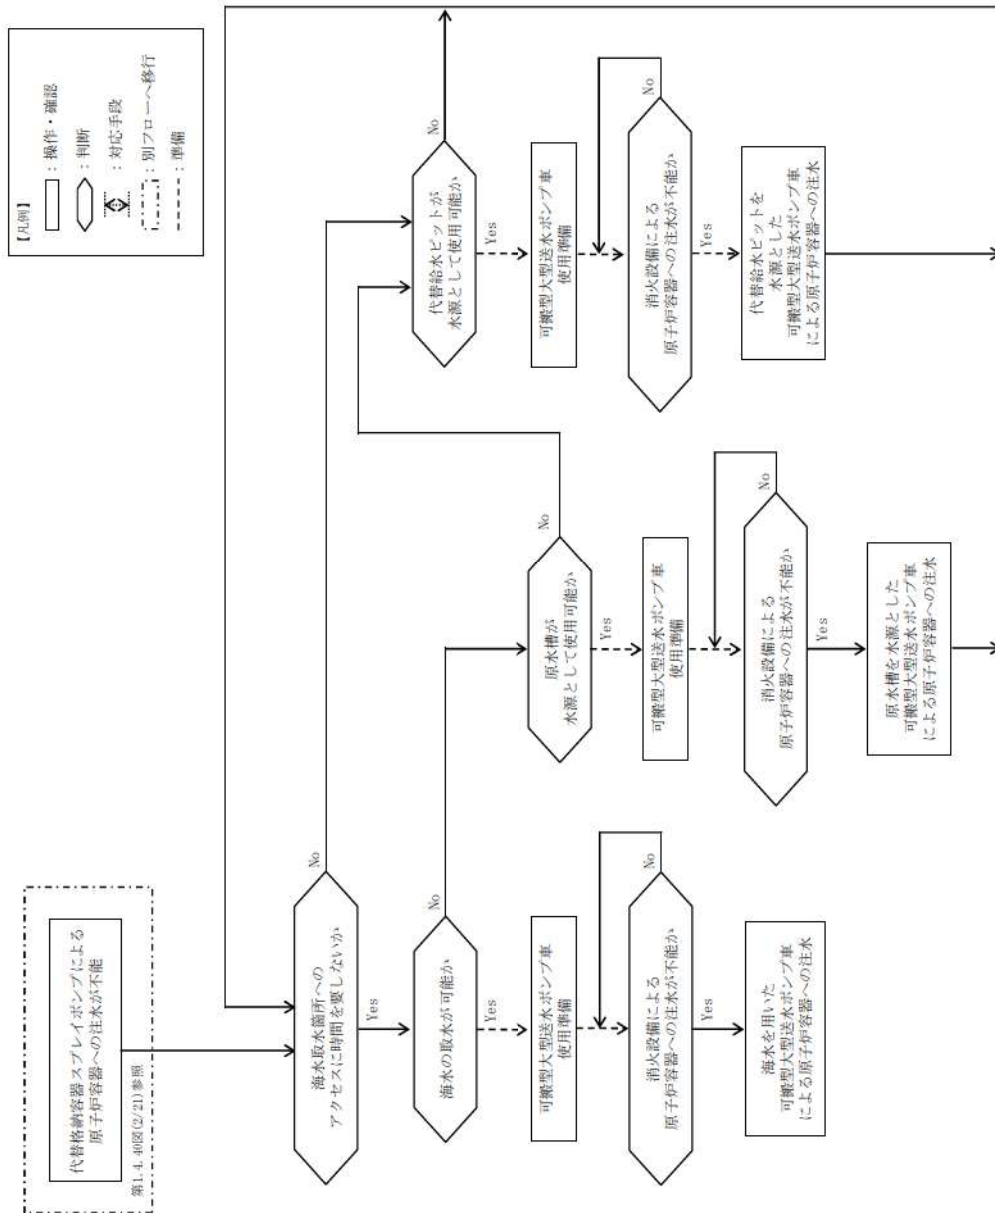 代替格納容器スプレイポンプによる
原子炉容器への注水が不能
第1.4.40図(2/21)参照
【凡例】
：操作・確認
：判断
：対応手段
：別フローへ移行
：準備
海水取水箇所への
アクセスに時間を要しないか
No
Yes
海水の取水が可能か
No
Yes
可搬型大型送水ポンプ車
使用準備
消火設備による
原子炉容器への注水が不能か
No
Yes
海水を用いた
可搬型大型送水ポンプ車
による原子炉容器への注水
原水槽が
水源として使用可能か
No
Yes
可搬型大型送水ポンプ車
使用準備
消火設備による
原子炉容器への注水が不能か
No
Yes
原水槽を水源とした
可搬型大型送水ポンプ車
による原子炉容器への注水
代替給水ピットが
水源として使用可能か
No
Yes
可搬型大型送水ポンプ車
使用準備
消火設備による
原子炉容器への注水が不能か
No
Yes
代替給水ピットを
水源とした
可搬型大型送水ポンプ車
による原子炉容器への注水